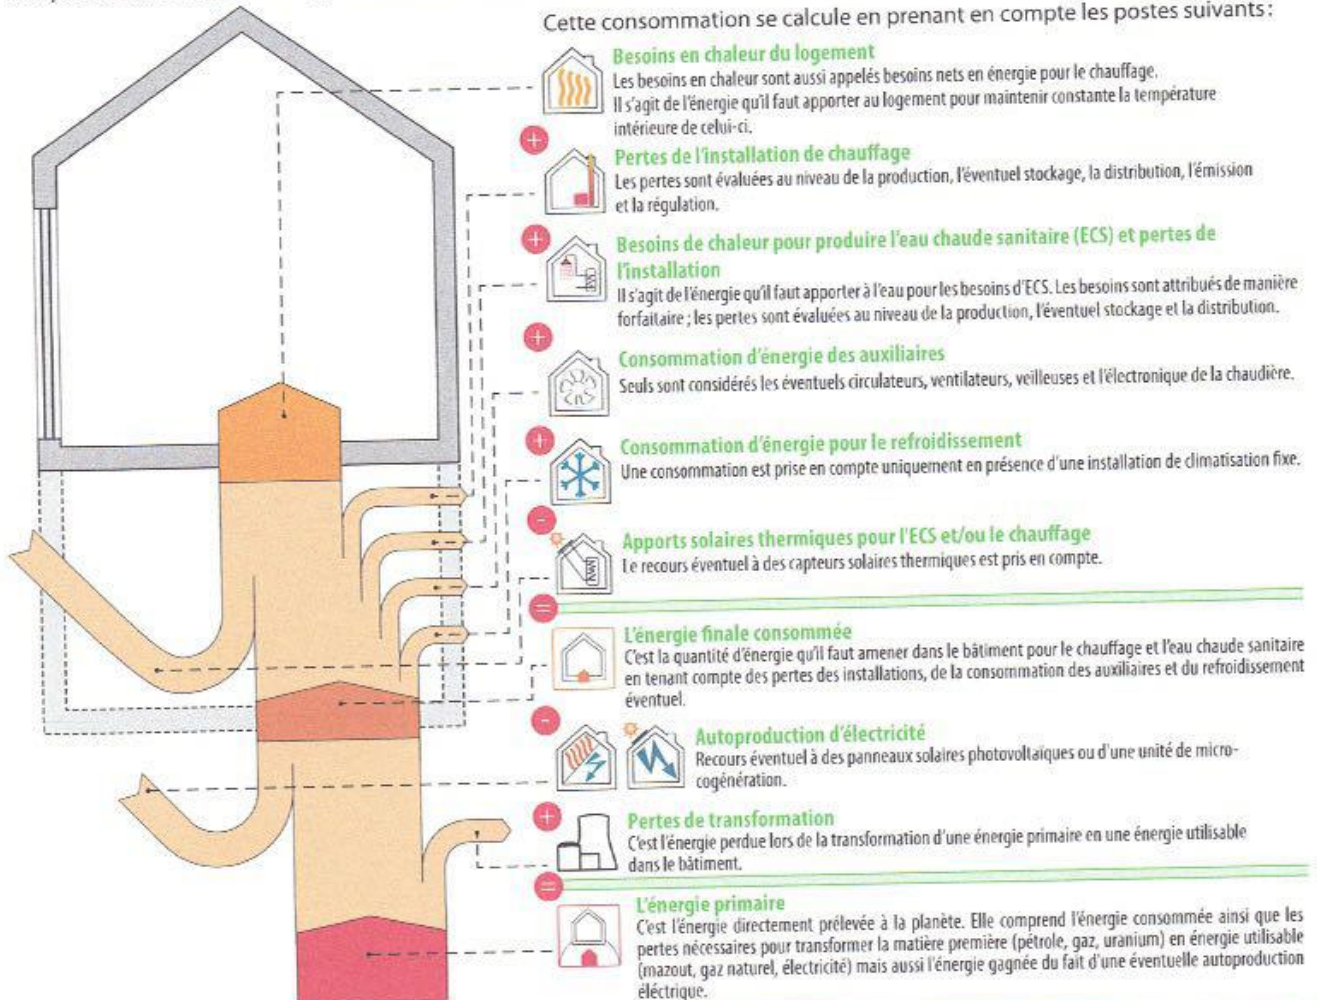 Cette consommation se calcule en prenant en compte les postes suivants :
Besoins en chaleur du logement
Les besoins en chaleur sont aussi appelés besoins nets en énergie pour le chauffage.
Il s'agit de l'énergie qu'il faut apporter au logement pour maintenir constante la température
intérieure de celui-ci.
+
Pertes de l'installation de chauffage
Les pertes sont évaluées au niveau de la production, l'éventuel stockage, la distribution, l'émission
et la régulation.
+
Besoins de chaleur pour produire l'eau chaude sanitaire (ECS) et pertes de
l'installation
Il s'agit de l'énergie qu'il faut apporter à l'eau pour les besoins d'ECS. Les besoins sont attribués de manière
forfaitaire ; les pertes sont évaluées au niveau de la production, l'éventuel stockage et la distribution.
+
Consommation d'énergie des auxiliaires
Seuls sont considérés les éventuels circulateurs, ventilateurs, veilleuses et l'électronique de la chaudière.
+
Consommation d'énergie pour le refroidissement
Une consommation est prise en compte uniquement en présence d'une installation de climatisation fixe.
-
Apports solaires thermiques pour l'ECS et/ou le chauffage
Le recours éventuel à des capteurs solaires thermiques est pris en compte.
=
L'énergie finale consommée
C'est la quantité d'énergie qu'il faut amener dans le bâtiment pour le chauffage et l'eau chaude sanitaire
en tenant compte des pertes des installations, de la consommation des auxiliaires et du refroidissement
éventuel.
-
Autoproduction d'électricité
Recours éventuel à des panneaux solaires photovoltaïques ou d'une unité de micro-
cogénération.
+
Pertes de transformation
C'est l'énergie perdue lors de la transformation d'une énergie primaire en une énergie utilisable
dans le bâtiment.
=
L'énergie primaire
C'est l'énergie directement prélevée à la planète. Elle comprend l'énergie consommée ainsi que les
pertes nécessaires pour transformer la matière première (pétrole, gaz, uranium) en énergie utilisable
(mazout, gaz naturel, électricité) mais aussi l'énergie gagnée du fait d'une éventuelle autoproduction
éléctrique.